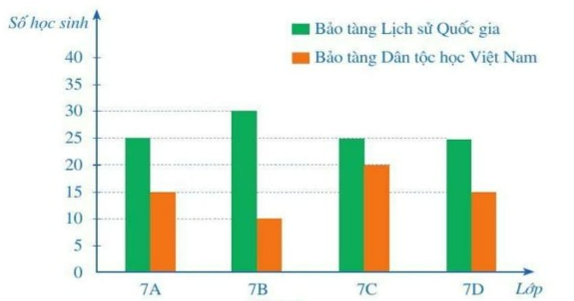 Số học sinh
Bảo tàng Lịch sử Quốc gia
Bảo tàng Dân tộc học Việt Nam
40
35
30
25
20
15
10
5
0
7A 7B 7C 7D Lớp